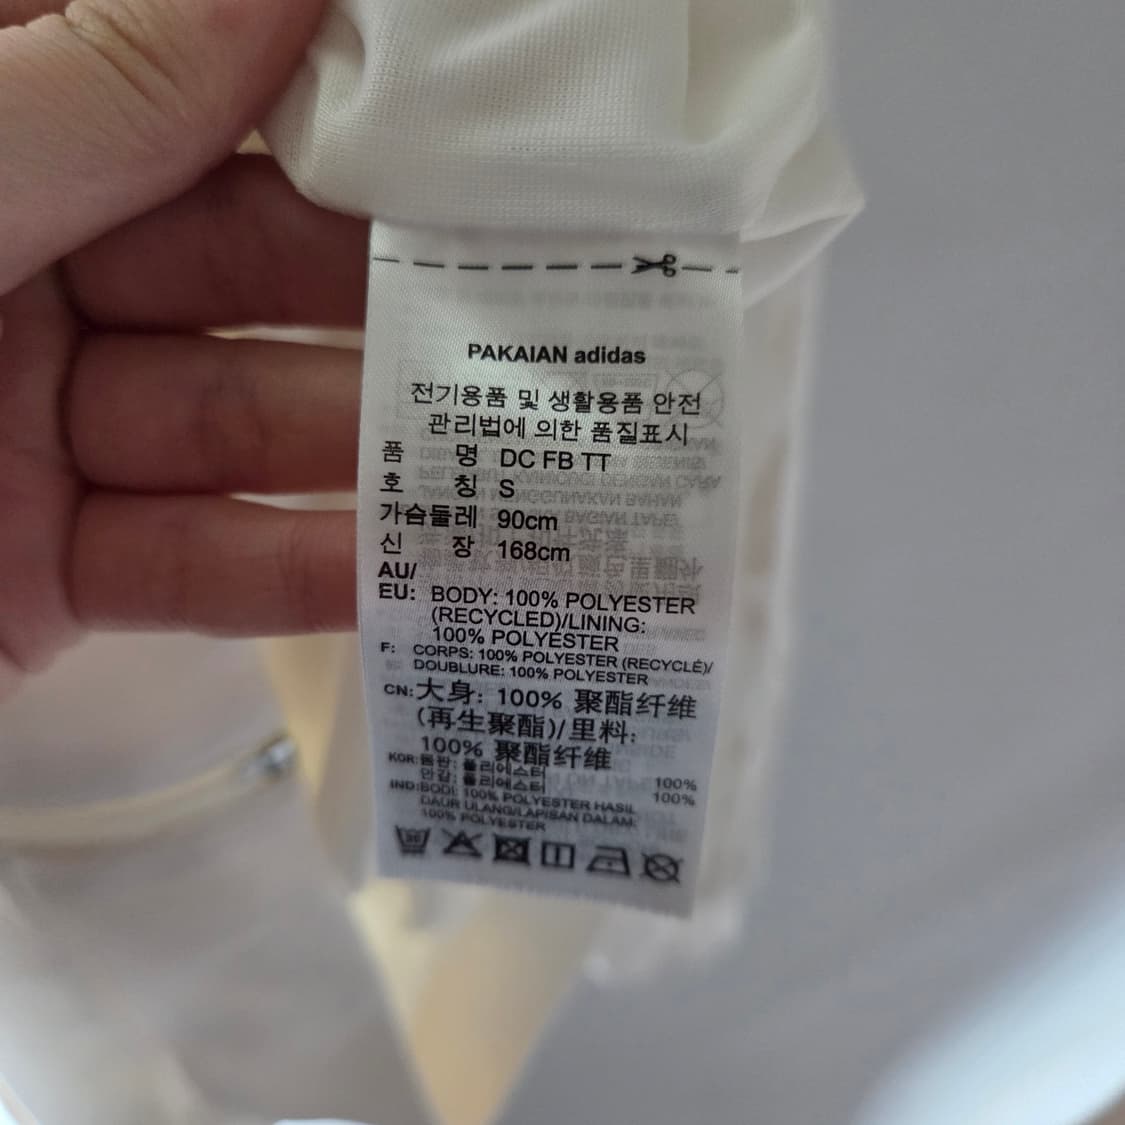 PAKAIAN adidas
전기용품 및 생활용품 안전
관리법에 의한 품질표시
품 명 DC FB TT
호 칭 S
가슴둘레 90cm
신 장 168cm
AU/
EU: BODY: 100% POLYESTER
(RECYCLED)/LINING:
100% POLYESTER
F: CORPS: 100% POLYESTER (RECYCLÉ)/
DOUBLURE: 100% POLYESTER
CN: 大身: 100% 聚酯纤维
(再生聚酯)/里料:
100% 聚酯纤维
KOR: 몸판: 폴리에스터 100%
안감: 폴리에스터 100%
IND: BODI: 100% POLYESTER HASIL
DAUR ULANG/LAPISAN DALAM:
100% POLYESTER